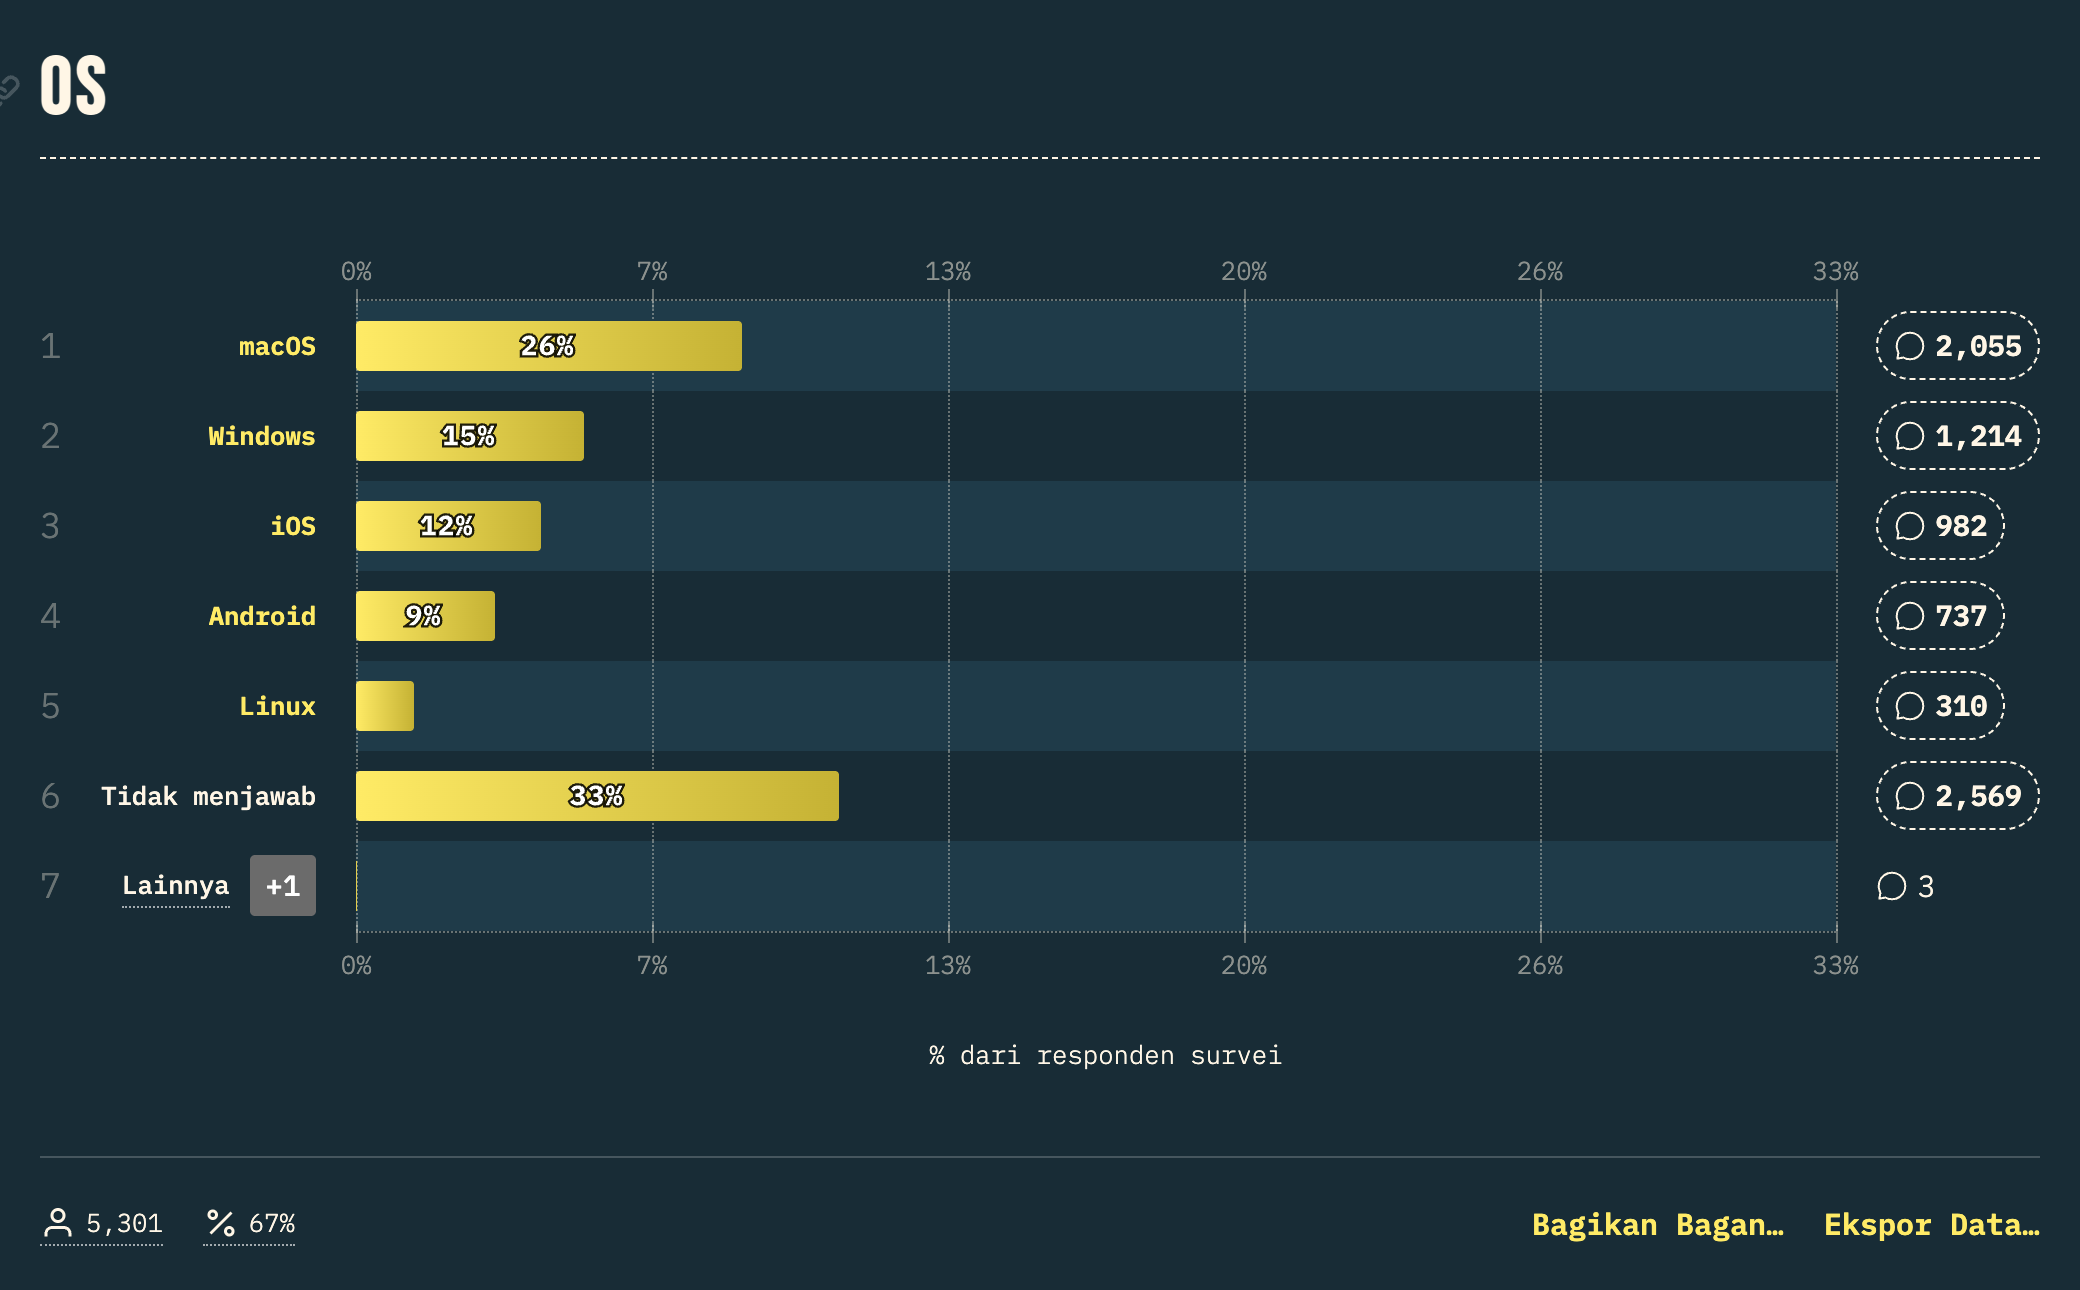 OS
0% 7% 13% 20% 26% 33%
1 macOS 26% 2,055
2 Windows 15% 1,214
3 iOS 12% 982
4 Android 9% 737
5 Linux 310
6 Tidak menjawab 33% 2,569
7 Lainnya +1 3
0% 7% 13% 20% 26% 33%
% dari responden survei
5,301 % 67% Bagikan Bagan… Ekspor Data…